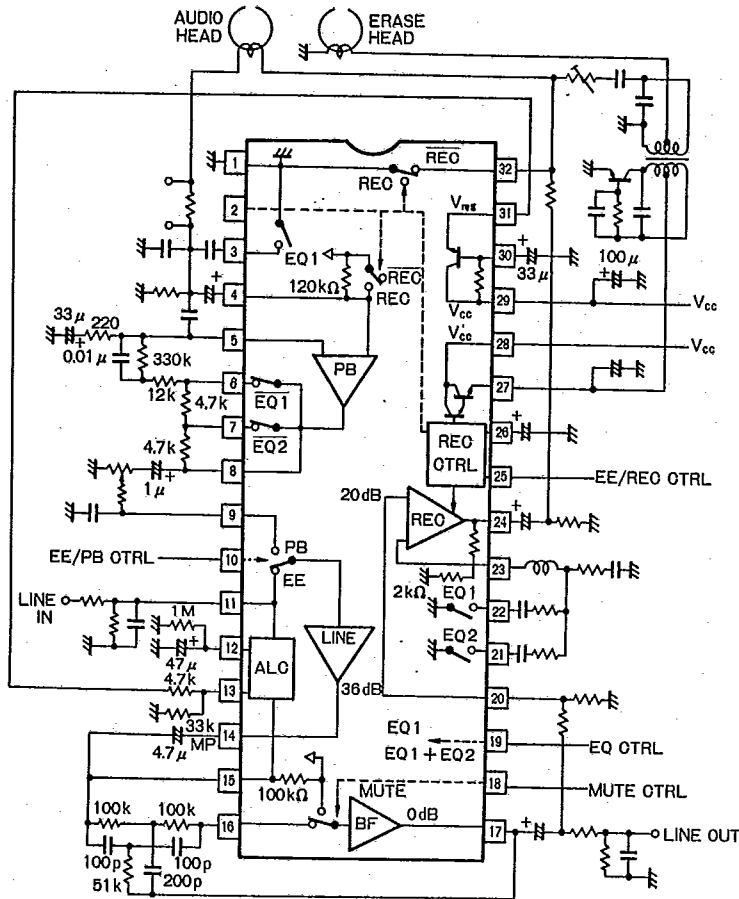 AUDIO
HEAD
ERASE
HEAD
1
REC
REC
32
2
Vreg
31
3
EQ1
REC
REC
30
33μ
100μ
4
120kΩ
29
Vcc
Vcc
33μ
220
5
V'cc
28
Vcc
0.01μ
330k
PB
27
12k
6
EQ1
4.7k
26
7
EQ2
REC
CTRL
4.7k
25
EE/REC CTRL
8
1μ
20dB
REC
24
9
EE/PB CTRL
10
PB
EE
23
2kΩ
LINE
IN
11
EQ1
22
1M
12
ALC
LINE
EQ2
21
47μ
4.7k
13
36dB
20
33k
MP
14
4.7μ
EQ1
EQ1+EQ2
19
EQ CTRL
15
100kΩ
MUTE
18
MUTE CTRL
100k
100k
16
BF
0dB
17
LINE OUT
100p
100p
51k
200p